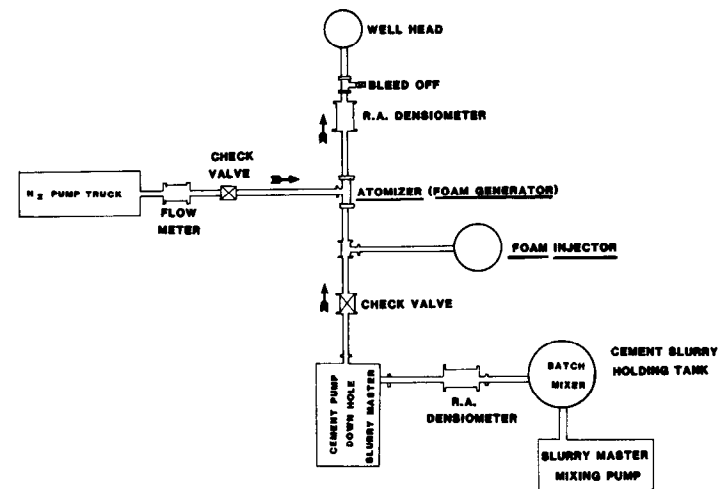 WELL HEAD
BLEED OFF
R.A. DENSIOMETER
CHECK
VALVE
N2 PUMP TRUCK
FLOW
METER
ATOMIZER (FOAM GENERATOR)
FOAM INJECTOR
CHECK VALVE
CEMENT PUMP
DOWN HOLE
SLURRY MASTER
R.A.
DENSIOMETER
BATCH
MIXER
CEMENT SLURRY
HOLDING TANK
SLURRY MASTER
MIXING PUMP